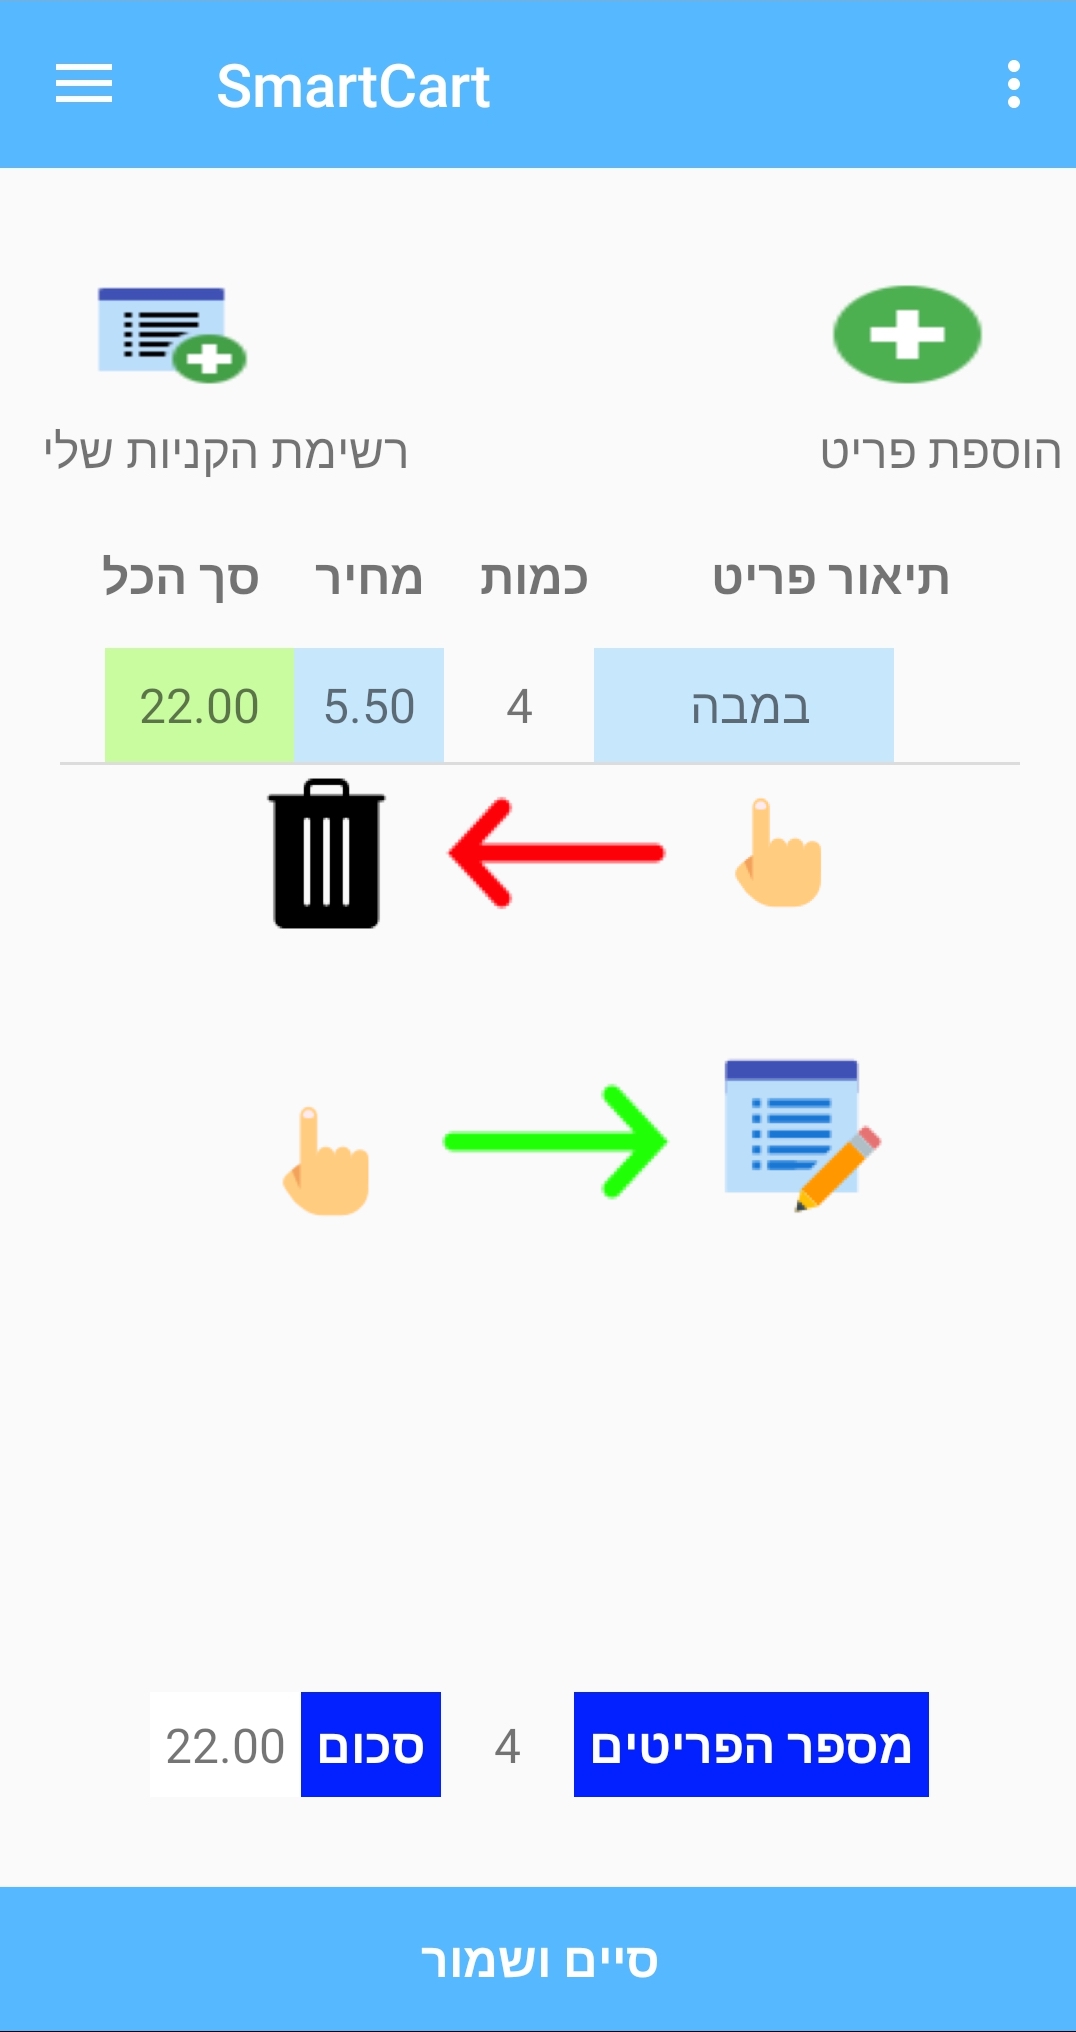 SmartCart
הוספת פריט
רשימת הקניות שלי
תיאור פריט כמות מחיר סך הכל
במבה 4 5.50 22.00
מספר הפריטים 4 סכום 22.00
סיים ושמור